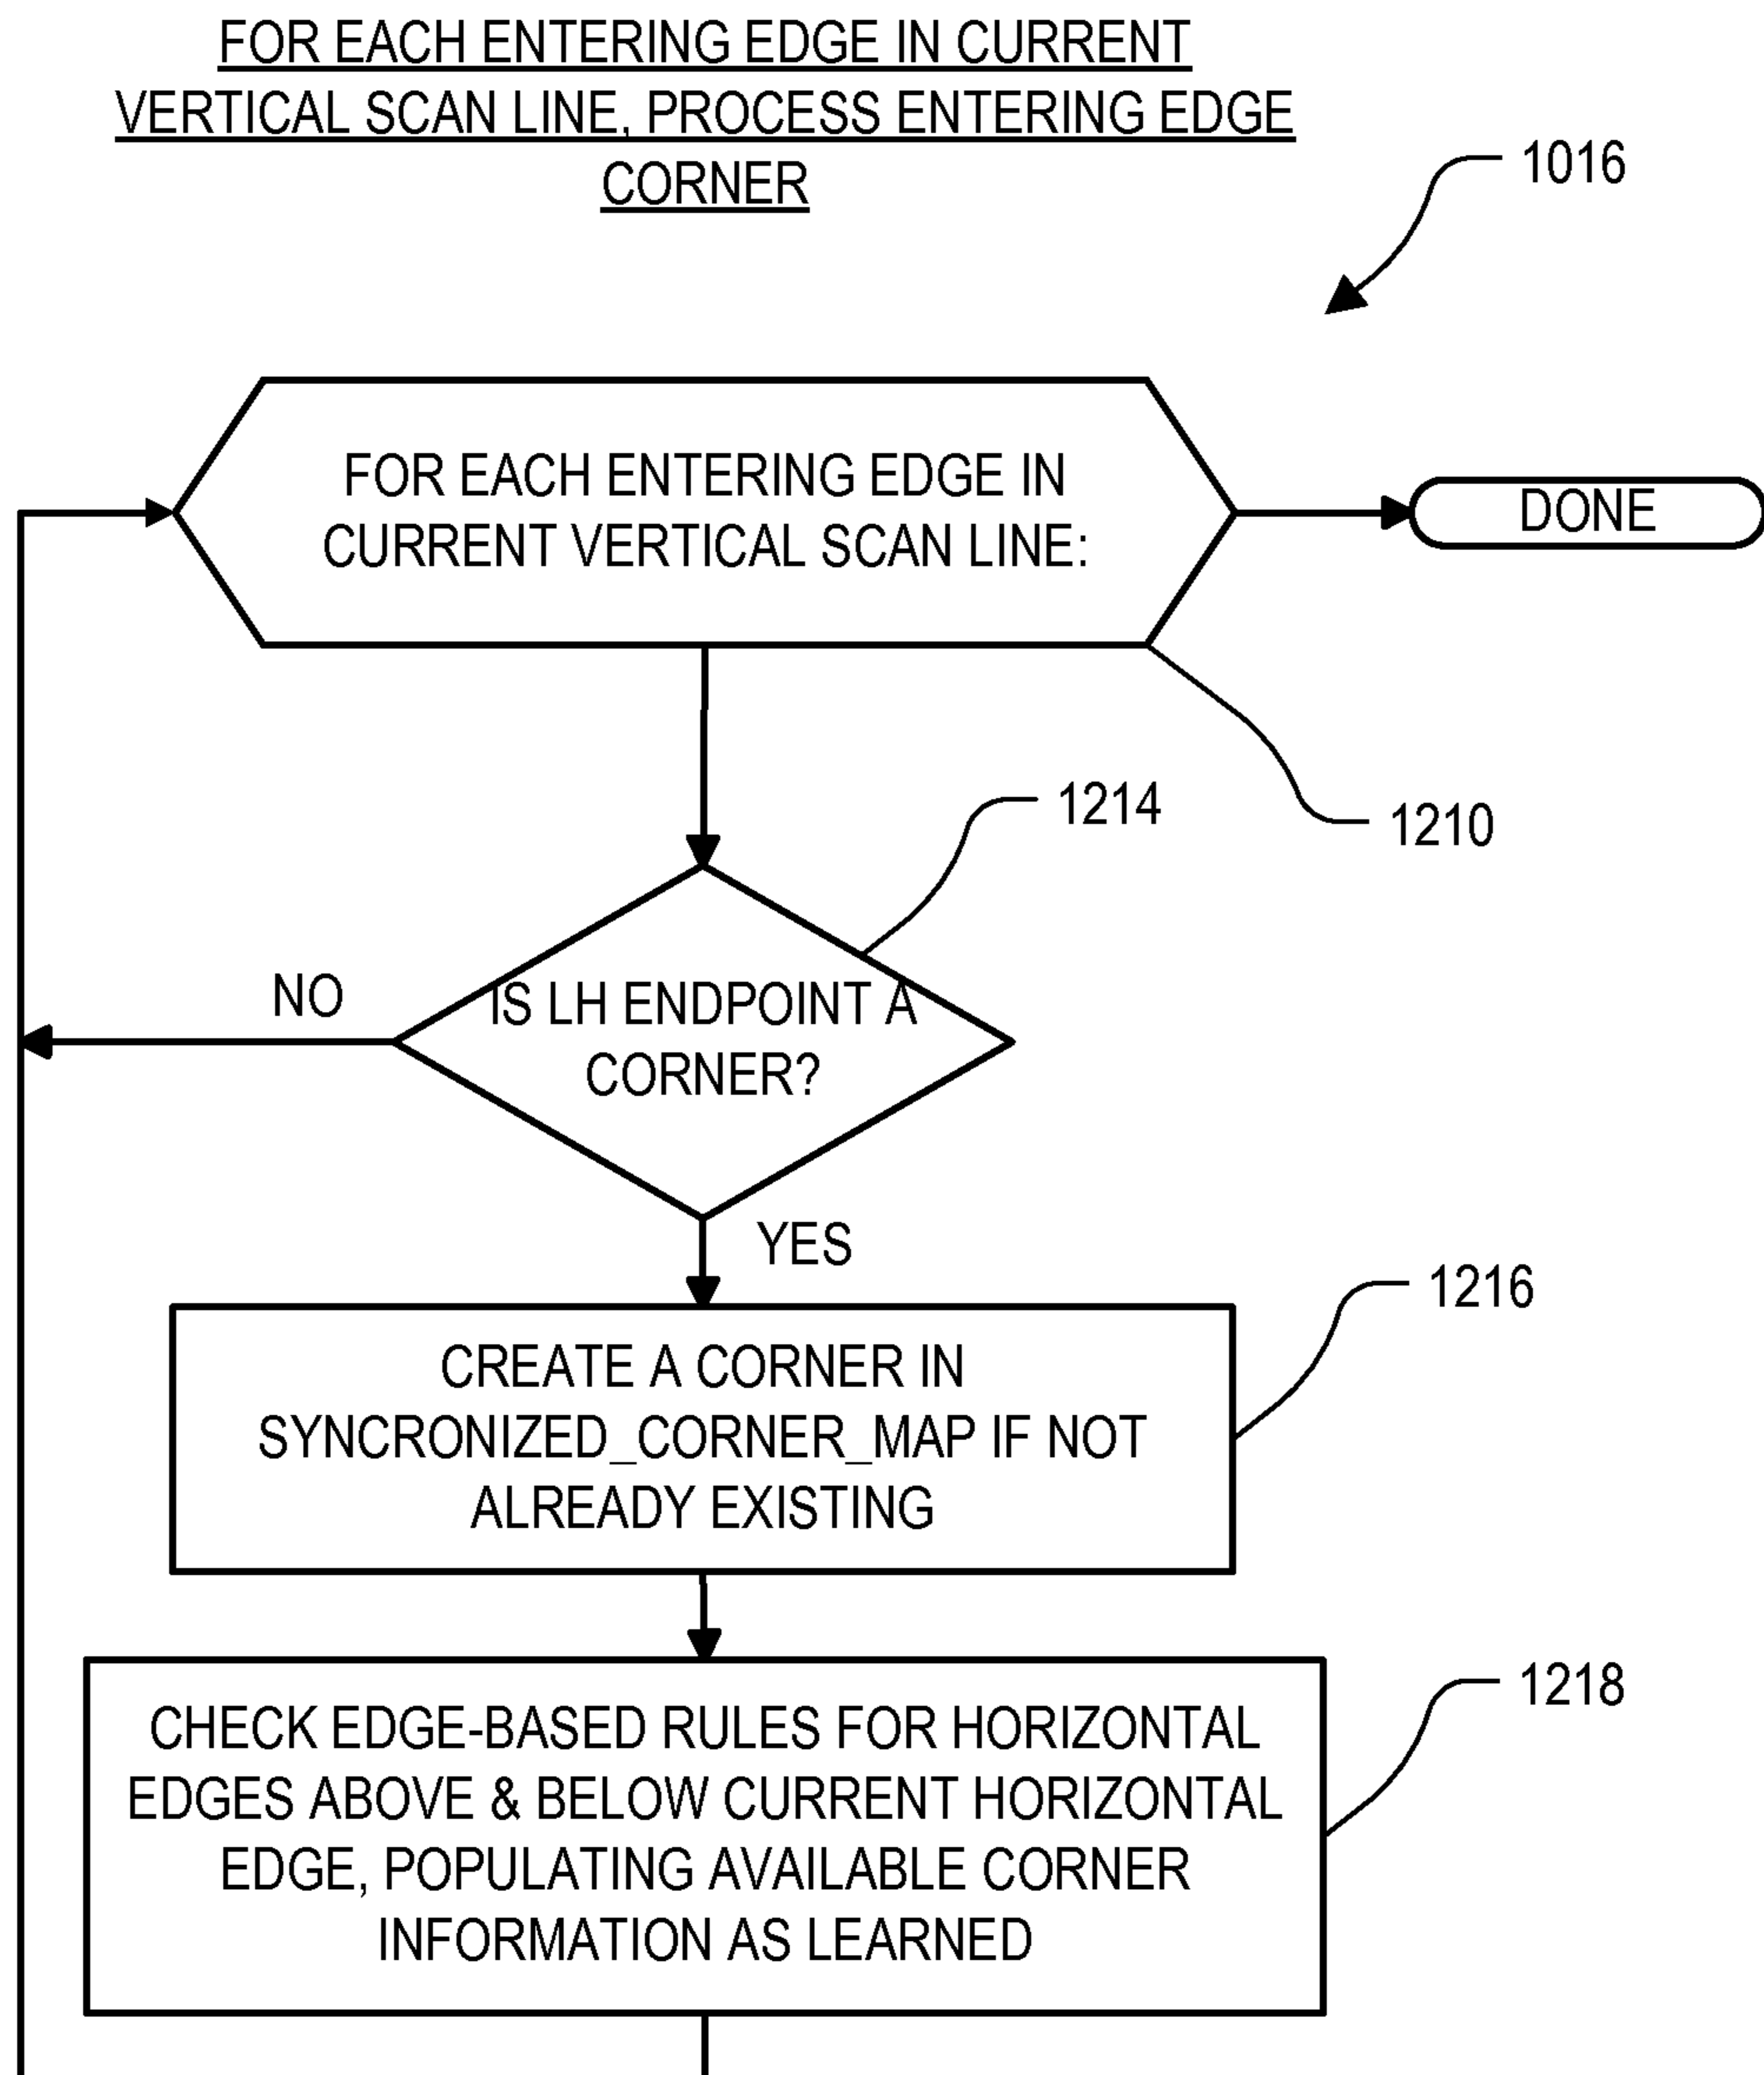 FOR EACH ENTERING EDGE IN CURRENT
VERTICAL SCAN LINE, PROCESS ENTERING EDGE
CORNER
1016
FOR EACH ENTERING EDGE IN
CURRENT VERTICAL SCAN LINE:
DONE
1210
1214
IS LH ENDPOINT A
CORNER?
NO
YES
1216
CREATE A CORNER IN
SYNCRONIZED_CORNER_MAP IF NOT
ALREADY EXISTING
1218
CHECK EDGE-BASED RULES FOR HORIZONTAL
EDGES ABOVE & BELOW CURRENT HORIZONTAL
EDGE, POPULATING AVAILABLE CORNER
INFORMATION AS LEARNED